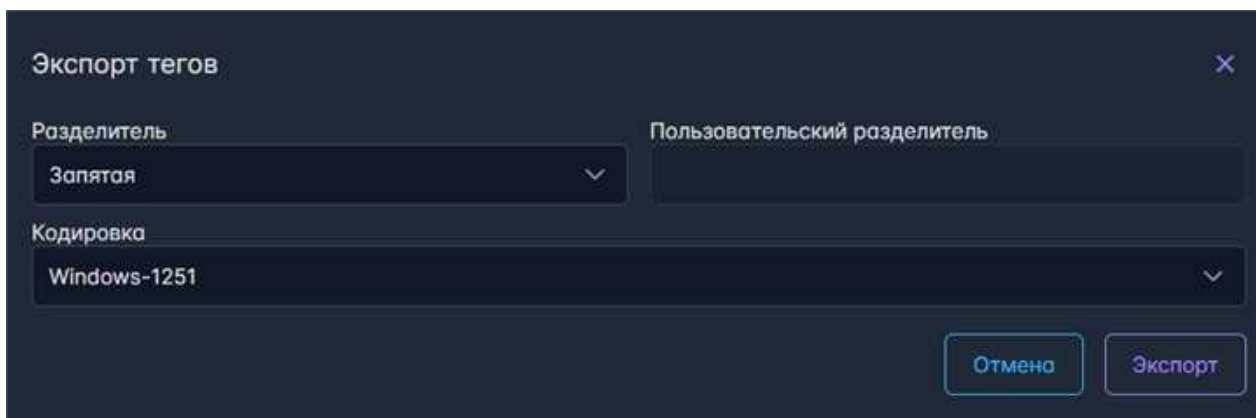 Экспорт тегов
Разделитель
Пользовательский разделитель
Запятая
Кодировка
Windows-1251
Отмена
Экспорт